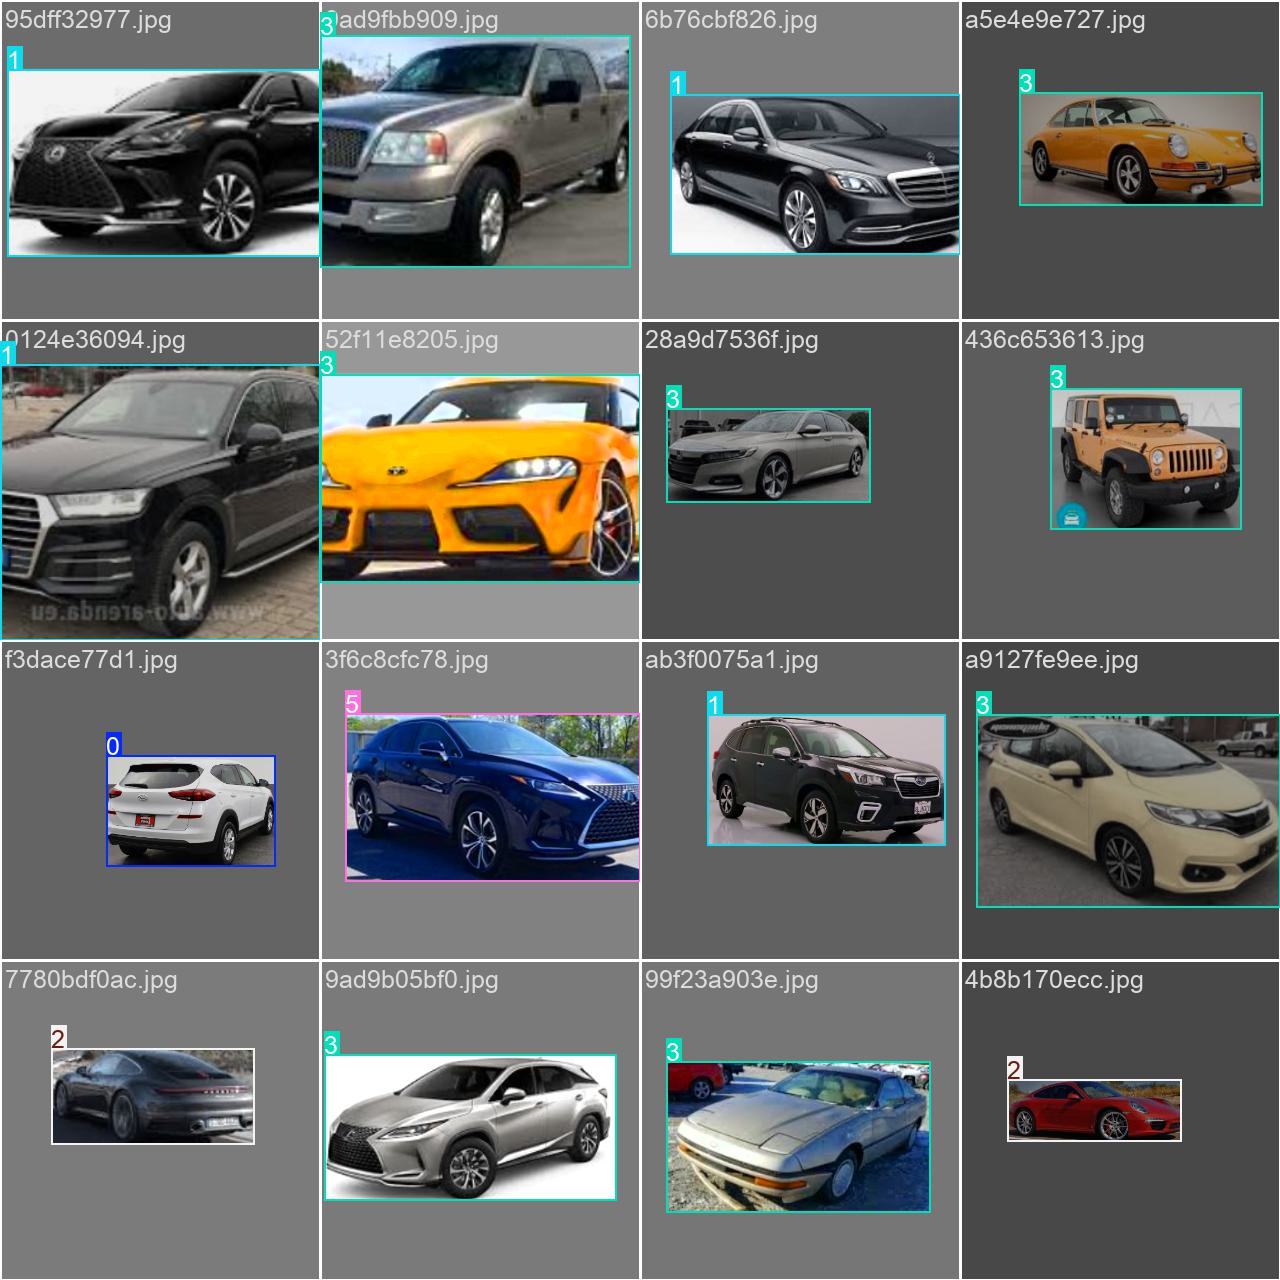 95dff32977.jpg
1
9ad9fbb909.jpg
3
6b76cbf826.jpg
1
a5e4e9e727.jpg
3
0124e36094.jpg
1
www.auto-arenda.eu
52f11e8205.jpg
3
28a9d7536f.jpg
3
436c653613.jpg
3
f3dace77d1.jpg
0
3f6c8cfc78.jpg
5
ab3f0075a1.jpg
1
a9127fe9ee.jpg
3
7780bdf0ac.jpg
2
9ad9b05bf0.jpg
3
99f23a903e.jpg
3
4b8b170ecc.jpg
2